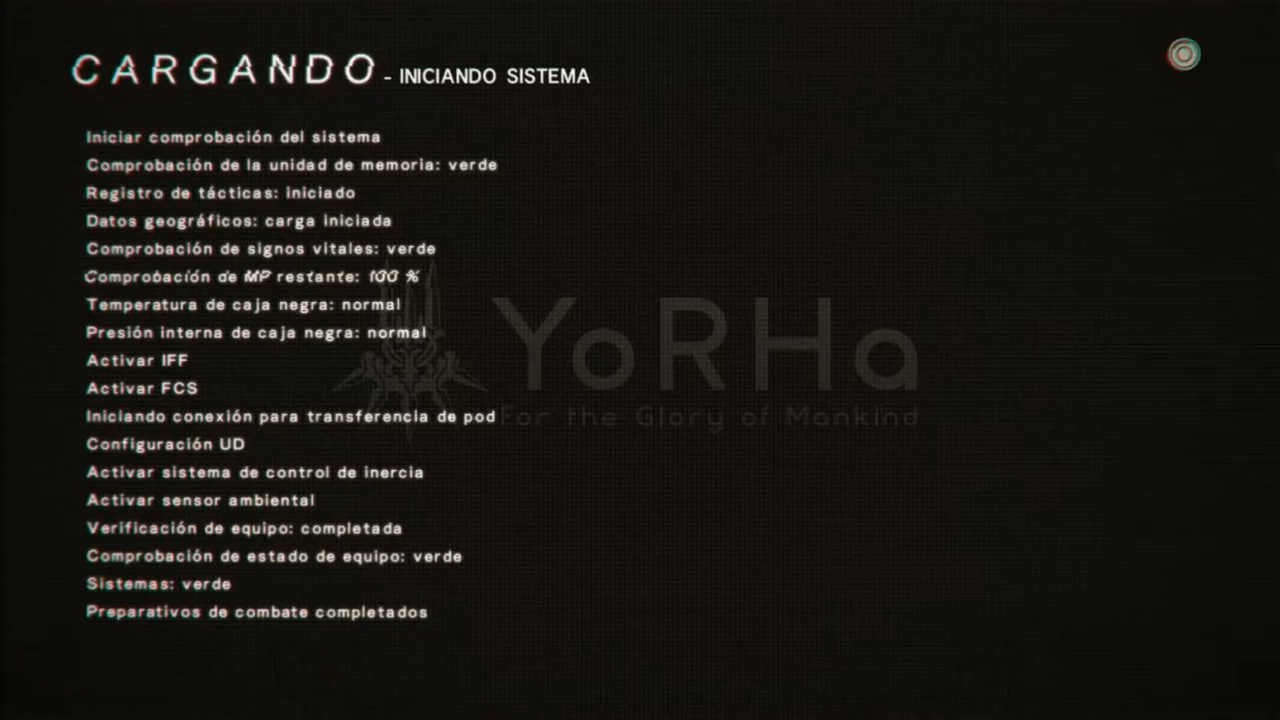 CARGANDO - INICIANDO SISTEMA
Iniciar comprobación del sistema
Comprobación de la unidad de memoria: verde
Registro de tácticas: iniciado
Datos geográficos: carga iniciada
Comprobación de signos vitales: verde
Comprobación de MP restante: 100 %
Temperatura de caja negra: normal
Presión interna de caja negra: normal
Activar IFF
Activar FCS
Iniciando conexión para transferencia de pod
Configuración UD
Activar sistema de control de inercia
Activar sensor ambiental
Verificación de equipo: completada
Comprobación de estado de equipo: verde
Sistemas: verde
Preparativos de combate completados
YoRHa
For the Glory of Mankind